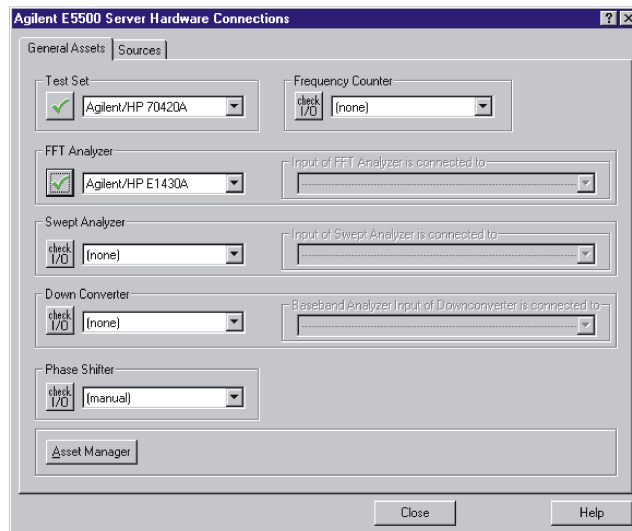 Agilent E5500 Server Hardware Connections
General Assets
Sources
Test Set
Agilent/HP 70420A
Frequency Counter
check I/O
(none)
FFT Analyzer
Agilent/HP E1430A
Input of FFT Analyzer is connected to
Swept Analyzer
check I/O
(none)
Input of Swept Analyzer is connected to
Down Converter
check I/O
(none)
Baseband Analyzer Input of Downconverter is connected to
Phase Shifter
check I/O
(manual)
Asset Manager
Close
Help